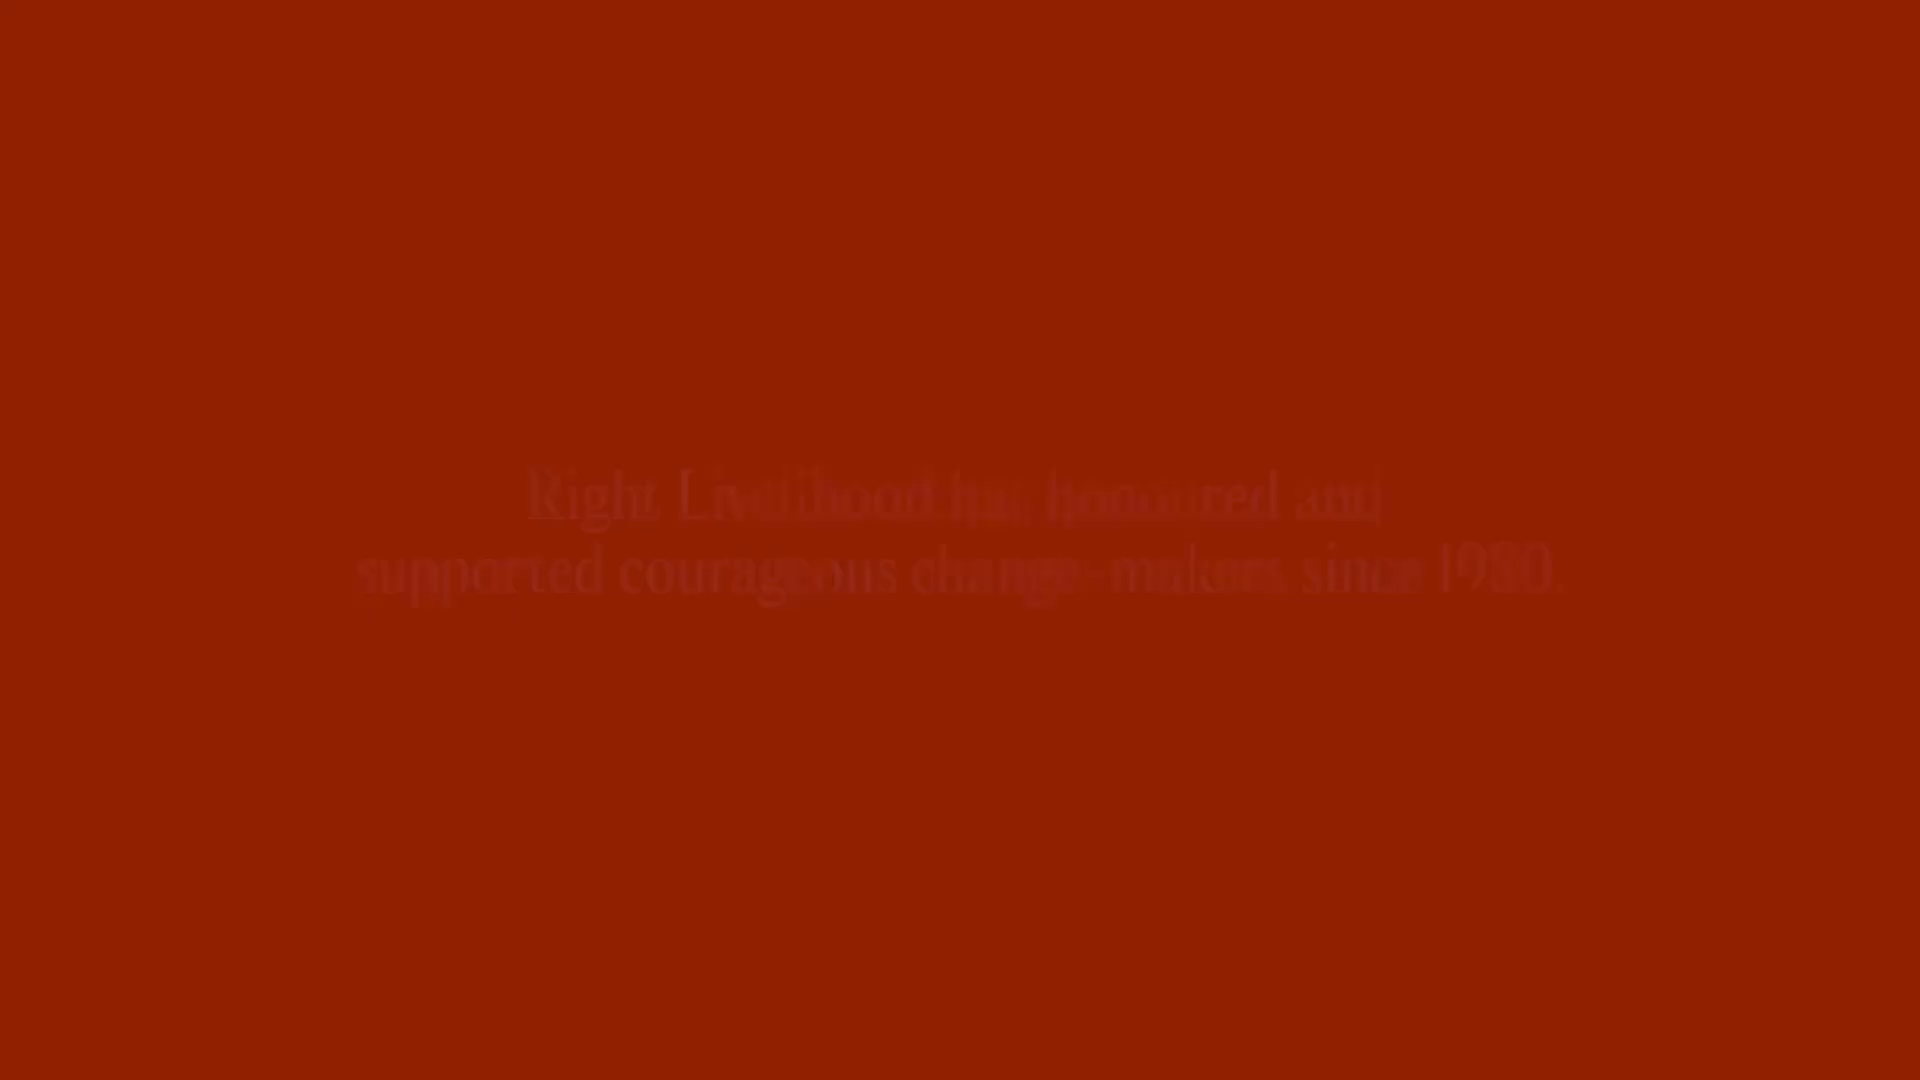 Right Livelihood has honoured and
supported courageous change-makers since 1980.